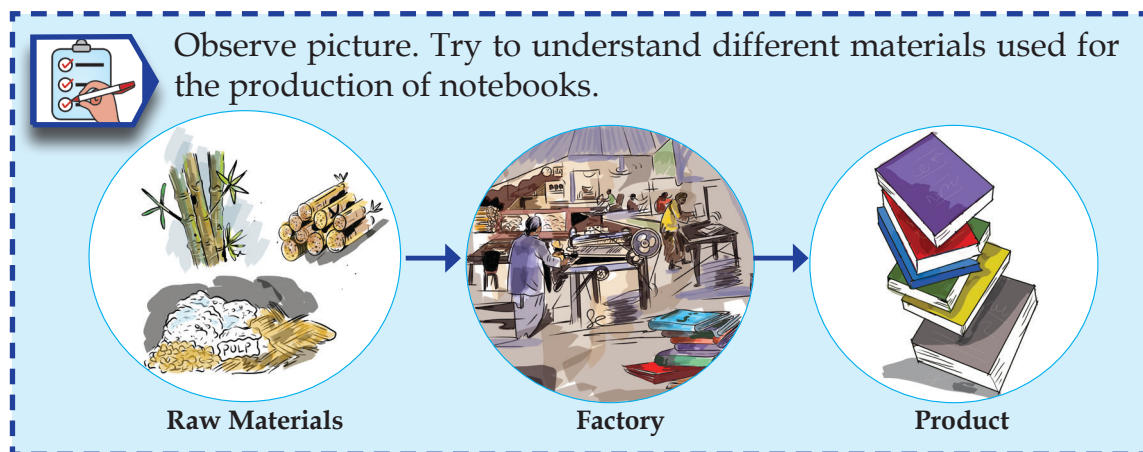 Observe picture. Try to understand different materials used for
the production of notebooks.
PULP
Raw Materials
Factory
Product